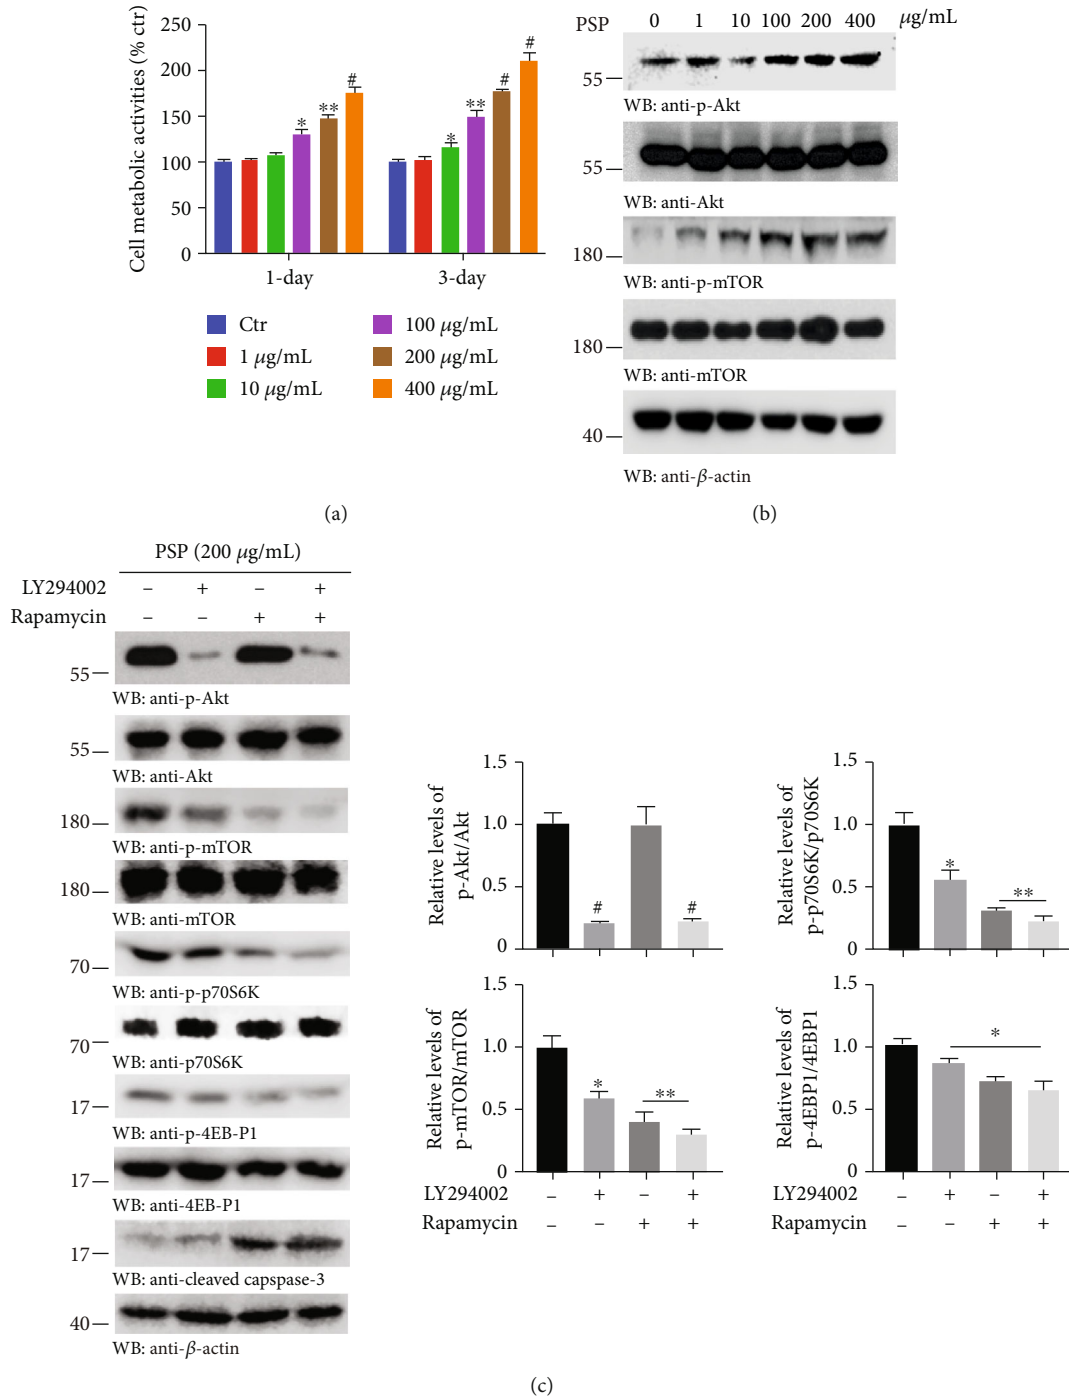 Cell metabolic activities (% ctr)
250
200
150
100
50
0
* ** #
* ** # #
1-day
3-day
Ctr
1 μg/mL
10 μg/mL
100 μg/mL
200 μg/mL
400 μg/mL
(a)
PSP 0 1 10 100 200 400 μg/mL
55
WB: anti-p-Akt
55
WB: anti-Akt
180
WB: anti-p-mTOR
180
WB: anti-mTOR
40
WB: anti-β-actin
(b)
PSP (200 μg/mL)
LY294002 – + – +
Rapamycin – – + +
55
WB: anti-p-Akt
55
WB: anti-Akt
180
WB: anti-p-mTOR
180
WB: anti-mTOR
70
WB: anti-p-p70S6K
70
WB: anti-p70S6K
17
WB: anti-p-4EB-P1
17
WB: anti-4EB-P1
17
WB: anti-cleaved capspase-3
40
WB: anti-β-actin
Relative levels of
p-Akt/Akt
1.5
1.0
0.5
0
# #
Relative levels of
p-p70S6K/p70S6K
1.5
1.0
0.5
0
* **
Relative levels of
p-mTOR/mTOR
1.5
1.0
0.5
0
* **
LY294002 – + – +
Rapamycin – – + +
Relative levels of
p-4EBP1/4EBP1
1.5
1.0
0.5
0
*
LY294002 – + – +
Rapamycin – – + +
(c)